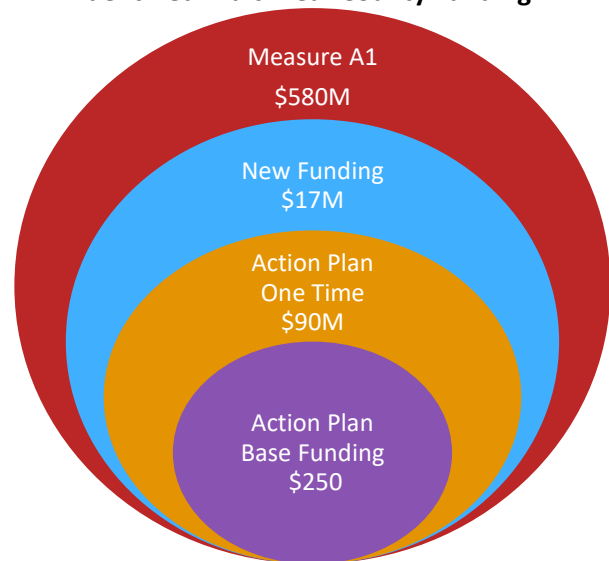 Measure A1
$580M
New Funding
$17M
Action Plan
One Time
$90M
Action Plan
Base Funding
$250